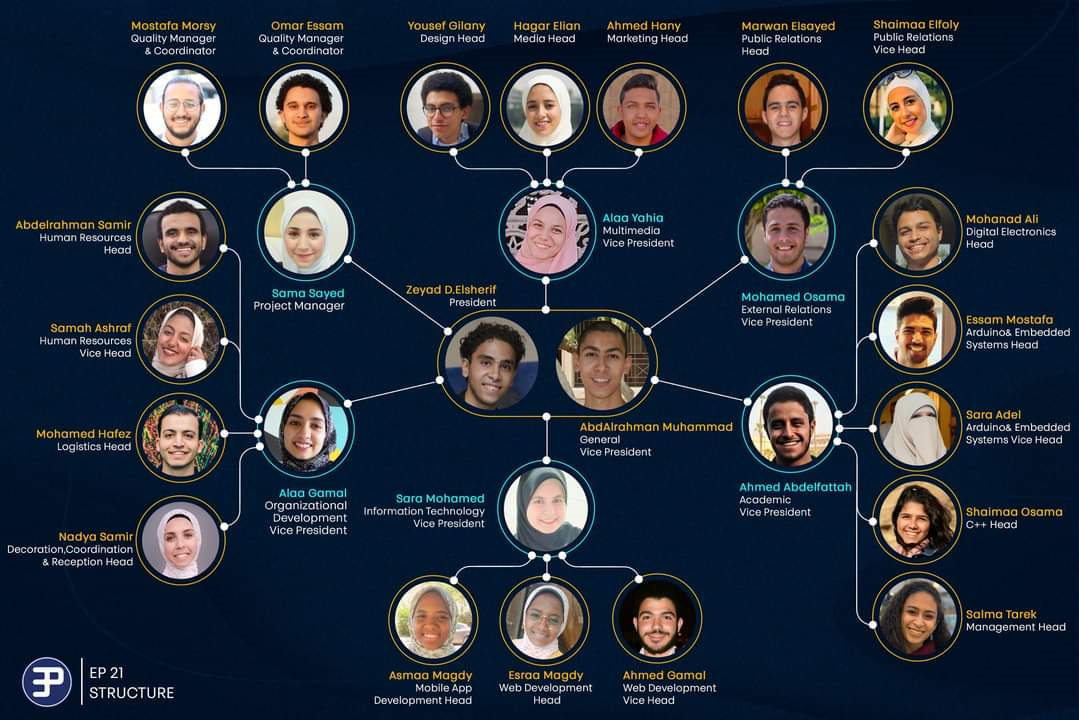 Mostafa Morsy
Quality Manager
& Coordinator
Omar Essam
Quality Manager
& Coordinator
Yousef Gilany
Design Head
Hagar Elian
Media Head
Ahmed Hany
Marketing Head
Marwan Elsayed
Public Relations
Head
Shaimaa Elfoly
Public Relations
Vice Head
Abdelrahman Samir
Human Resources
Head
Sama Sayed
Project Manager
Alaa Yahia
Multimedia
Vice President
Mohamed Osama
External Relations
Vice President
Mohanad Ali
Digital Electronics
Head
Zeyad D.Elsherif
President
Samah Ashraf
Human Resources
Vice Head
Essam Mostafa
Arduino& Embedded
Systems Head
AbdAlrahman Muhammad
General
Vice President
Mohamed Hafez
Logistics Head
Sara Adel
Arduino& Embedded
Systems Vice Head
Alaa Gamal
Organizational
Development
Vice President
Sara Mohamed
Information Technology
Vice President
Ahmed Abdelfattah
Academic
Vice President
Nadya Samir
Decoration,Coordination
& Reception Head
Shaimaa Osama
C++ Head
Salma Tarek
Management Head
Asmaa Magdy
Mobile App
Development Head
Esraa Magdy
Web Development
Head
Ahmed Gamal
Web Development
Vice Head
EP
EP 21
STRUCTURE